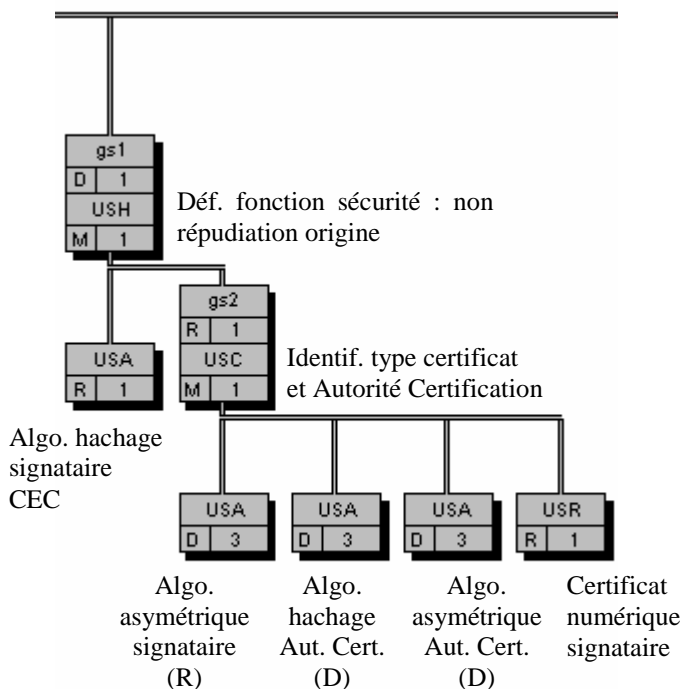 gs1
D 1
USH
M 1
Déf. fonction sécurité : non
répudiation origine
gs2
R 1
USC
M 1
Identif. type certificat
et Autorité Certification
USA
R 1
Algo. hachage
signataire
CEC
USA
D 3
Algo.
asymétrique
signataire
(R)
USA
D 3
Algo.
hachage
Aut. Cert.
(D)
USA
D 3
Algo.
asymétrique
Aut. Cert.
(D)
USR
R 1
Certificat
numérique
signataire